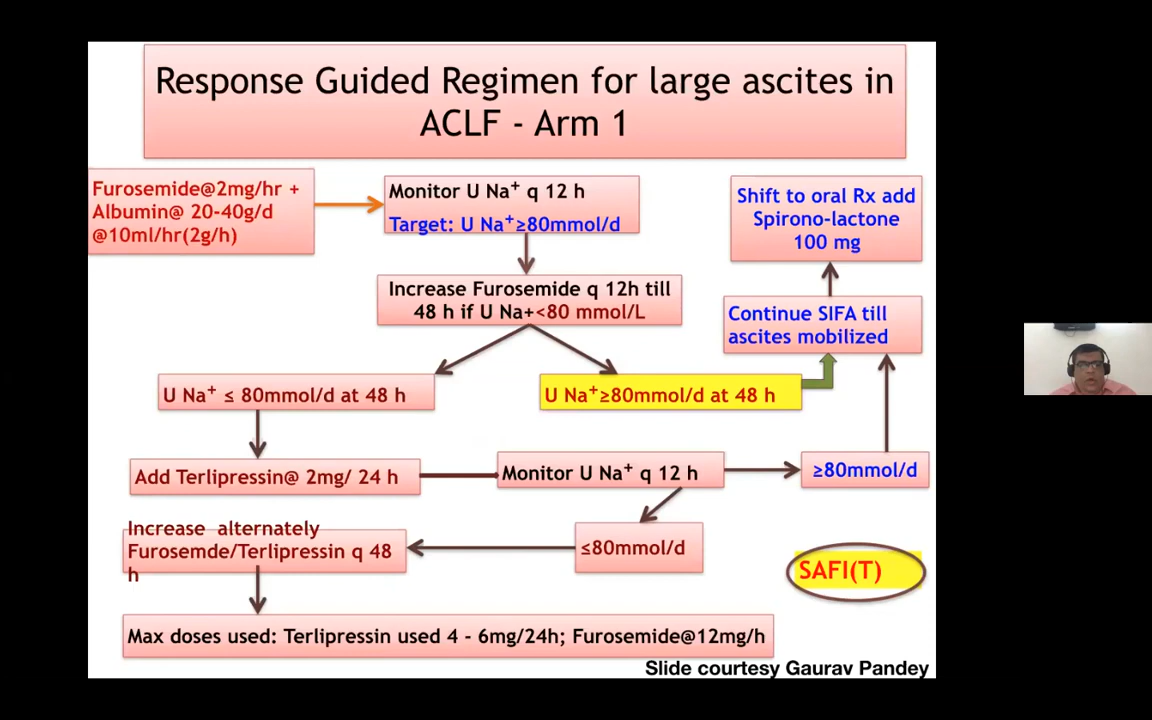 Response Guided Regimen for large ascites in
ACLF - Arm 1
Furosemide@2mg/hr +
Albumin@ 20-40g/d
@10ml/hr(2g/h)
Monitor U Na⁺ q 12 h
Target: U Na⁺≥80mmol/d
Shift to oral Rx add
Spirono-lactone
100 mg
Increase Furosemide q 12h till
48 h if U Na+<80 mmol/L
Continue SIFA till
ascites mobilized
U Na⁺ ≤ 80mmol/d at 48 h
U Na⁺≥80mmol/d at 48 h
Add Terlipressin@ 2mg/ 24 h
Monitor U Na⁺ q 12 h
≥80mmol/d
Increase alternately
Furosemde/Terlipressin q 48
h
≤80mmol/d
SAFI(T)
Max doses used: Terlipressin used 4 - 6mg/24h; Furosemide@12mg/h
Slide courtesy Gaurav Pandey